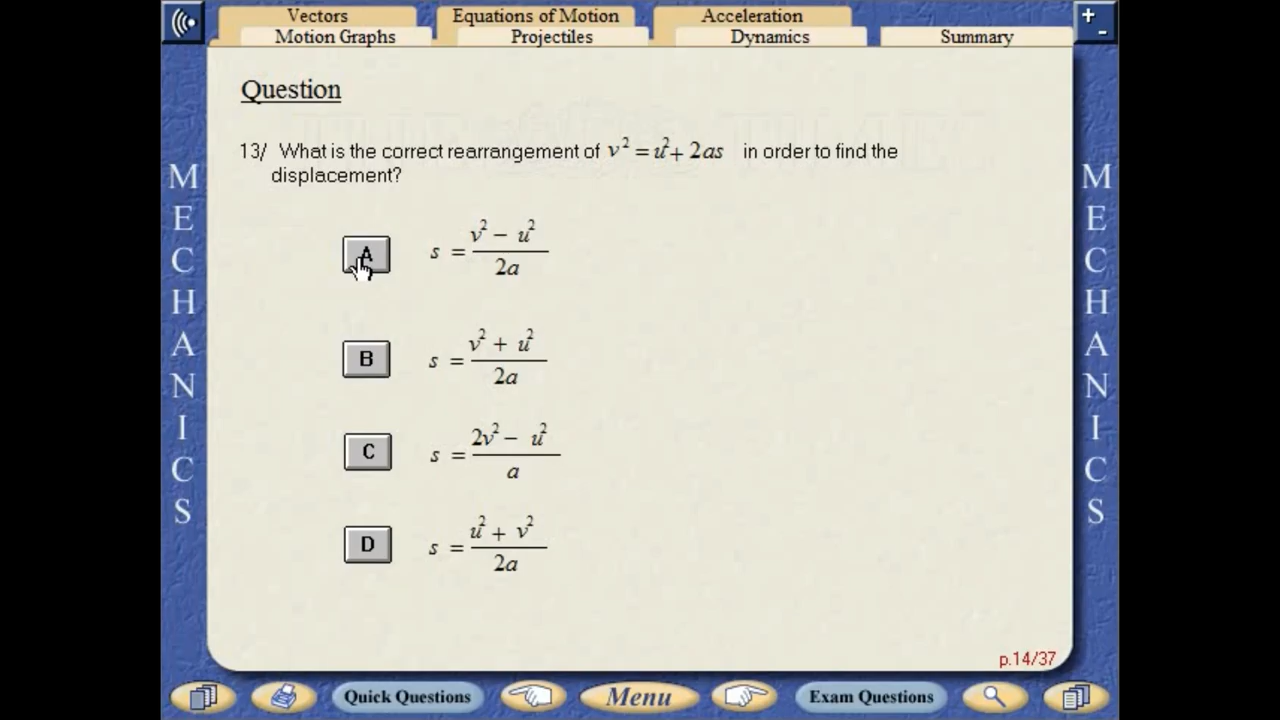 Vectors
Equations of Motion
Acceleration
Motion Graphs
Projectiles
Dynamics
Summary
+
-
Question
13/ What is the correct rearrangement of v² = u² + 2as in order to find the
displacement?
A s = (v² − u²) / 2a
B s = (v² + u²) / 2a
C s = (2v² − u²) / a
D s = (u² + v²) / 2a
MECHANICS
MECHANICS
p.14/37
Quick Questions
Menu
Exam Questions